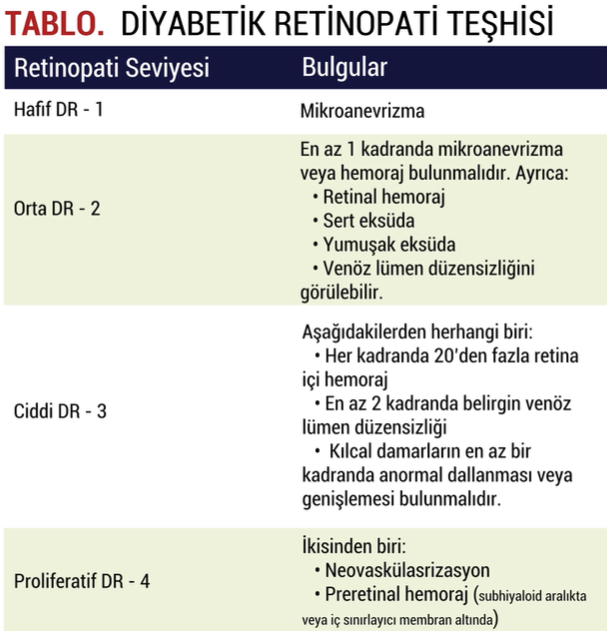 TABLO. DİYABETİK RETİNOPATİ TEŞHİSİ
Retinopati Seviyesi Bulgular
Hafif DR - 1 Mikroanevrizma
Orta DR - 2
En az 1 kadranda mikroanevrizma
veya hemoraj bulunmalıdır. Ayrıca:
• Retinal hemoraj
• Sert eksüda
• Yumuşak eksüda
• Venöz lümen düzensizliğini
görülebilir.
Ciddi DR - 3
Aşağıdakilerden herhangi biri:
• Her kadranda 20'den fazla retina
içi hemoraj
• En az 2 kadranda belirgin venöz
lümen düzensizliği
• Kılcal damarların en az bir
kadranda anormal dallanması veya
genişlemesi bulunmalıdır.
Proliferatif DR - 4
İkisinden biri:
• Neovaskülasrizasyon
• Preretinal hemoraj (subhiyaloid aralıkta
veya iç sınırlayıcı membran altında)